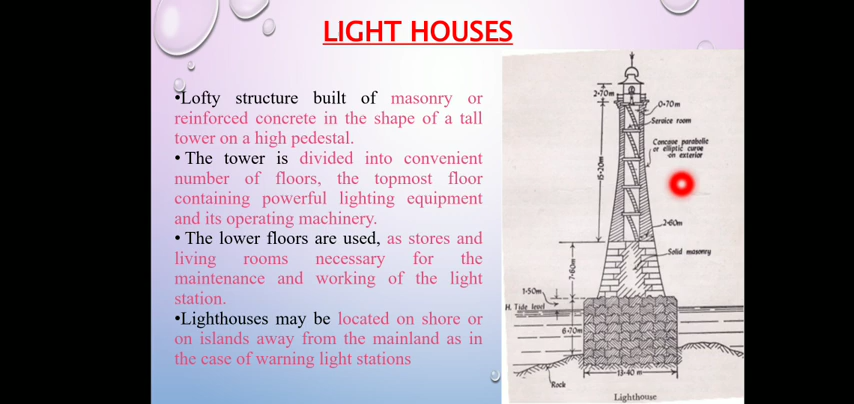 LIGHT HOUSES
•Lofty structure built of masonry or
reinforced concrete in the shape of a tall
tower on a high pedestal.
• The tower is divided into convenient
number of floors, the topmost floor
containing powerful lighting equipment
and its operating machinery.
• The lower floors are used, as stores and
living rooms necessary for the
maintenance and working of the light
station.
•Lighthouses may be located on shore or
on islands away from the mainland as in
the case of warning light stations
2·70m
0·70m
Service room
Concave parabolic
or elliptic curve
on exterior
15·20m
2·60m
Solid masonry
7·60m
1·50m
H. Tide level
6·70m
13·40 m
Rock
Lighthouse